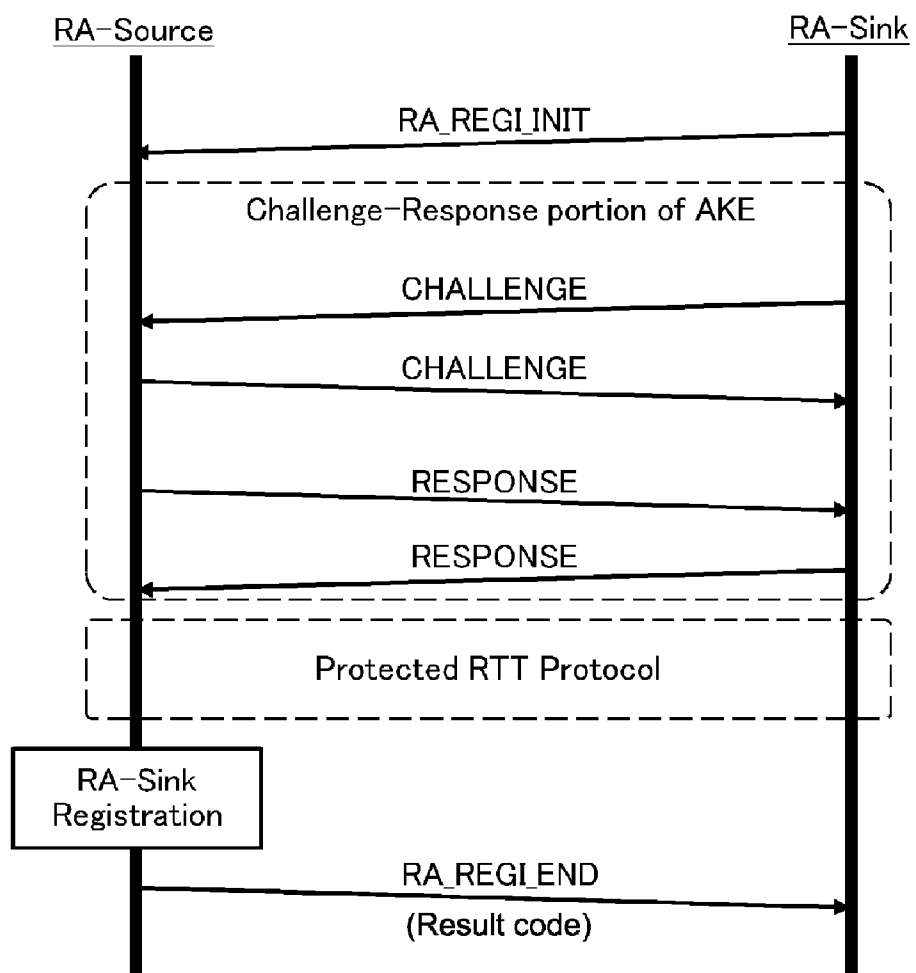 RA-Source
RA-Sink
RA_REGI_INIT
Challenge-Response portion of AKE
CHALLENGE
CHALLENGE
RESPONSE
RESPONSE
Protected RTT Protocol
RA-Sink
Registration
RA_REGI_END
(Result code)